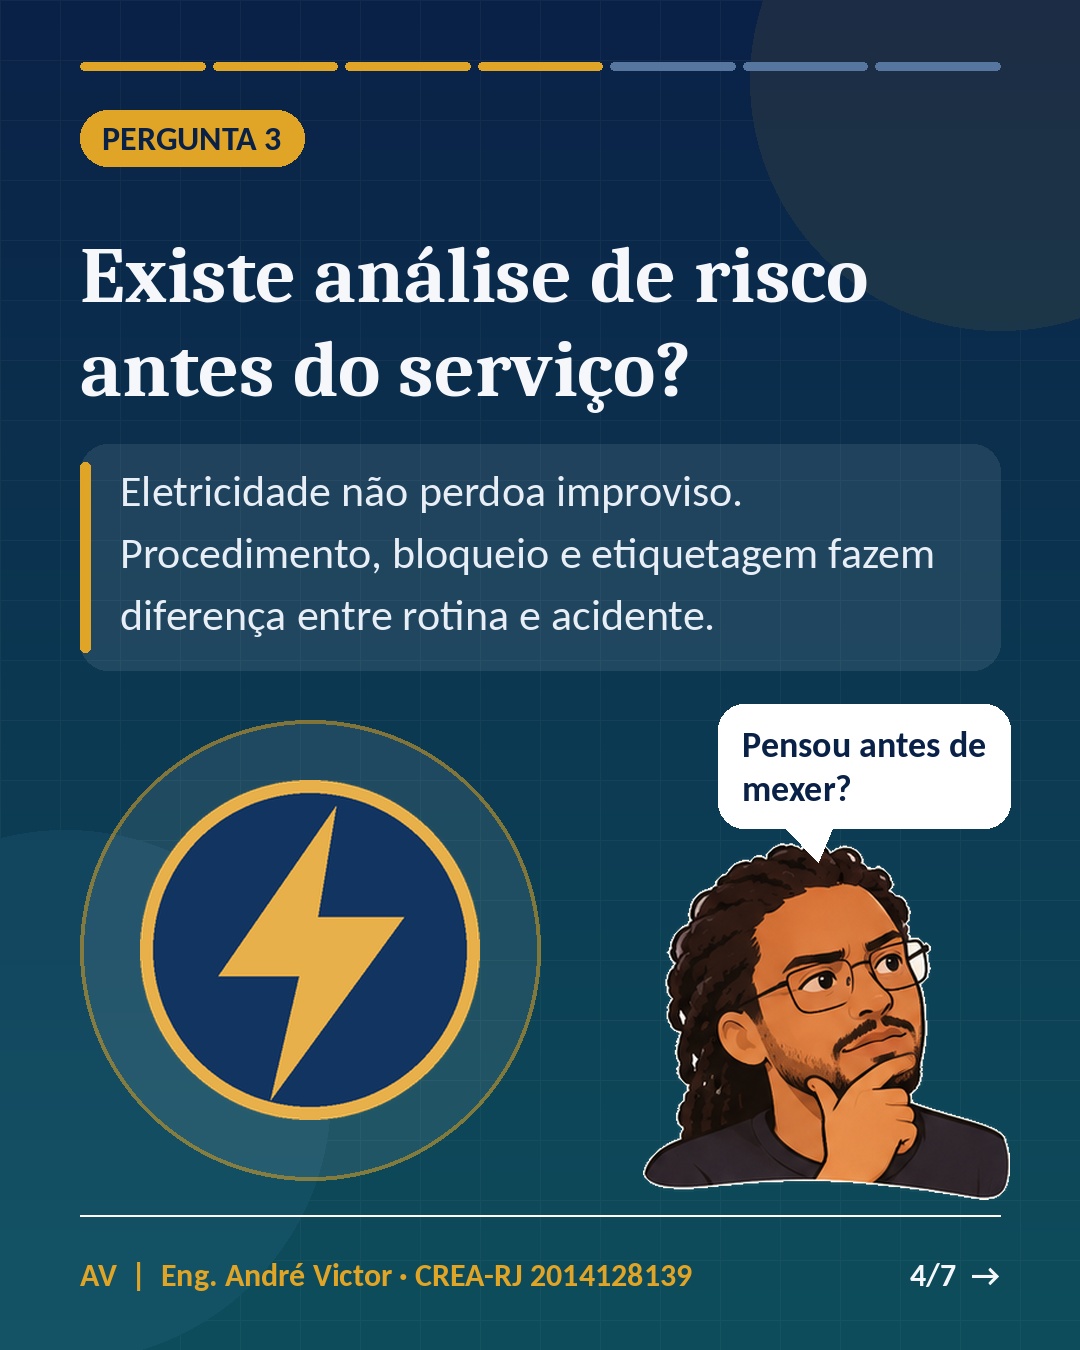 PERGUNTA 3
Existe análise de risco
antes do serviço?
Eletricidade não perdoa improviso.
Procedimento, bloqueio e etiquetagem fazem
diferença entre rotina e acidente.
Pensou antes de
mexer?
AV | Eng. André Victor · CREA-RJ 2014128139
4/7 →